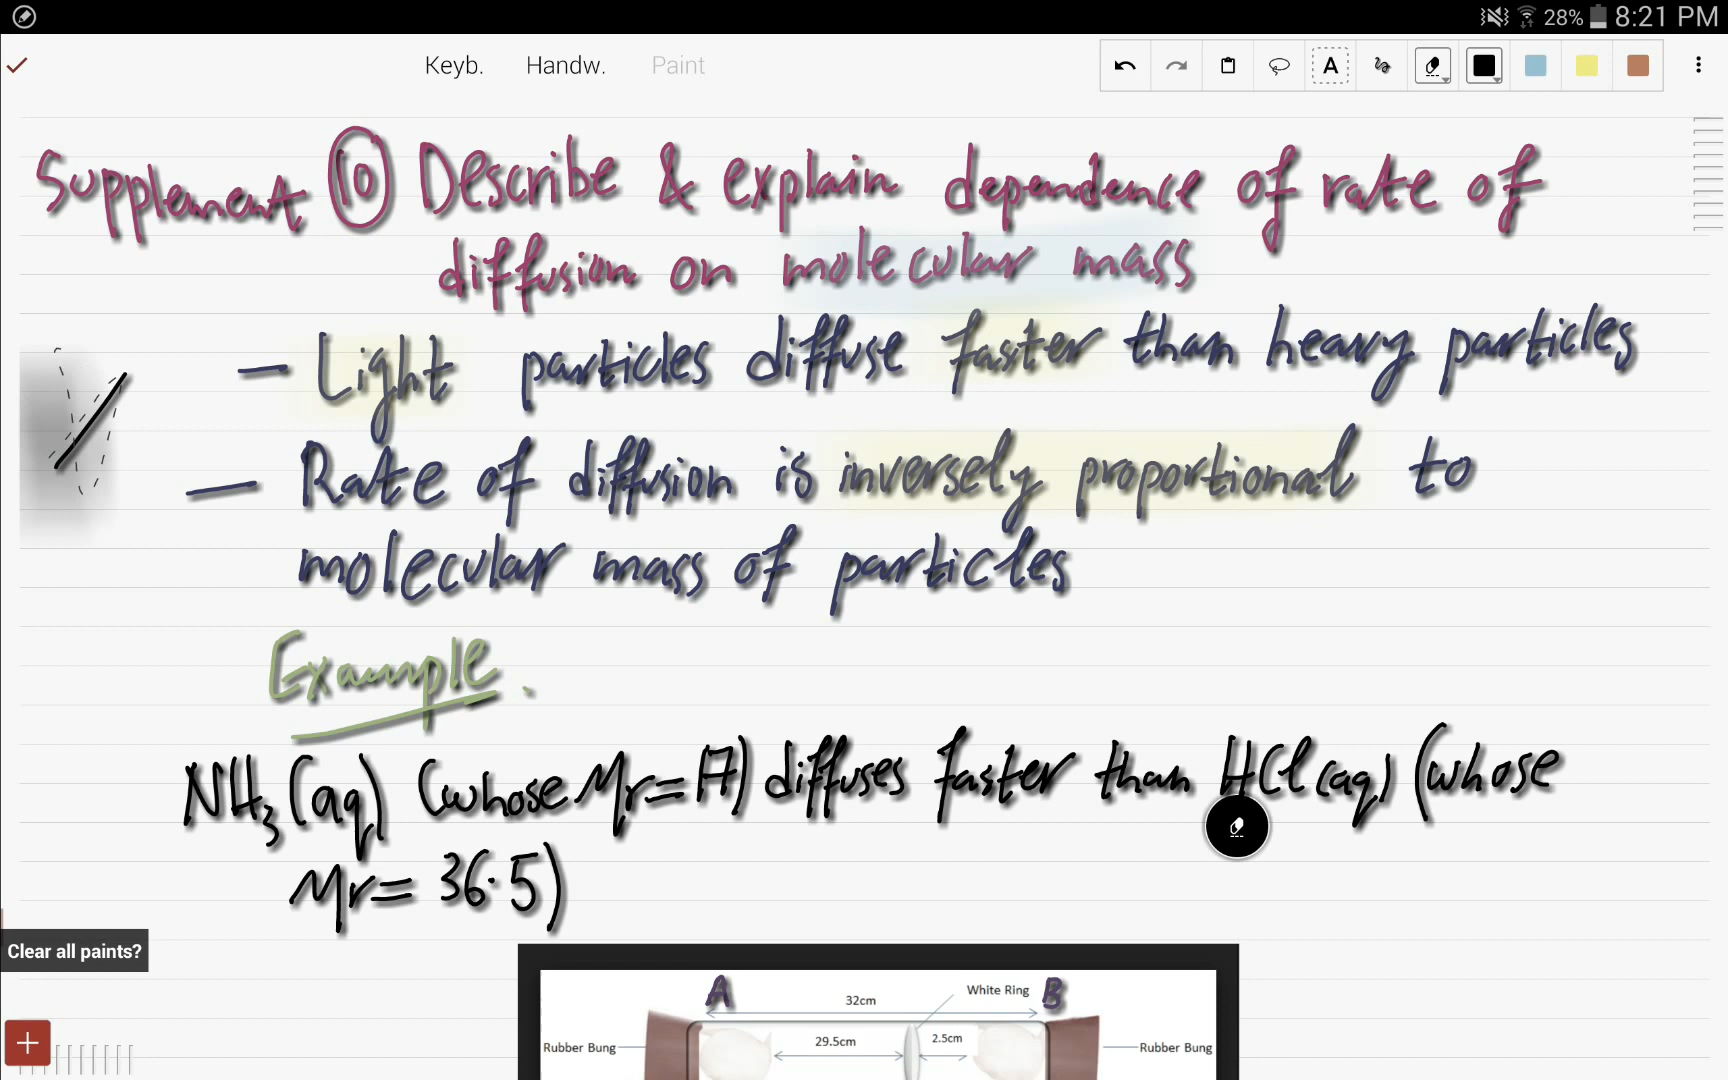 28% 8:21 PM
Keyb. Handw. Paint A
Supplement ⑩ Describe & explain dependence of rate of
diffusion on molecular mass
— Light particles diffuse faster than heavy particles
— Rate of diffusion is inversely proportional to
molecular mass of particles
Example.
NH₃(aq) (whose Mr=17) diffuses faster than HCl(aq) (whose
Mr= 36.5)
Clear all paints?
A 32cm White Ring B
Rubber Bung 29.5cm 2.5cm Rubber Bung